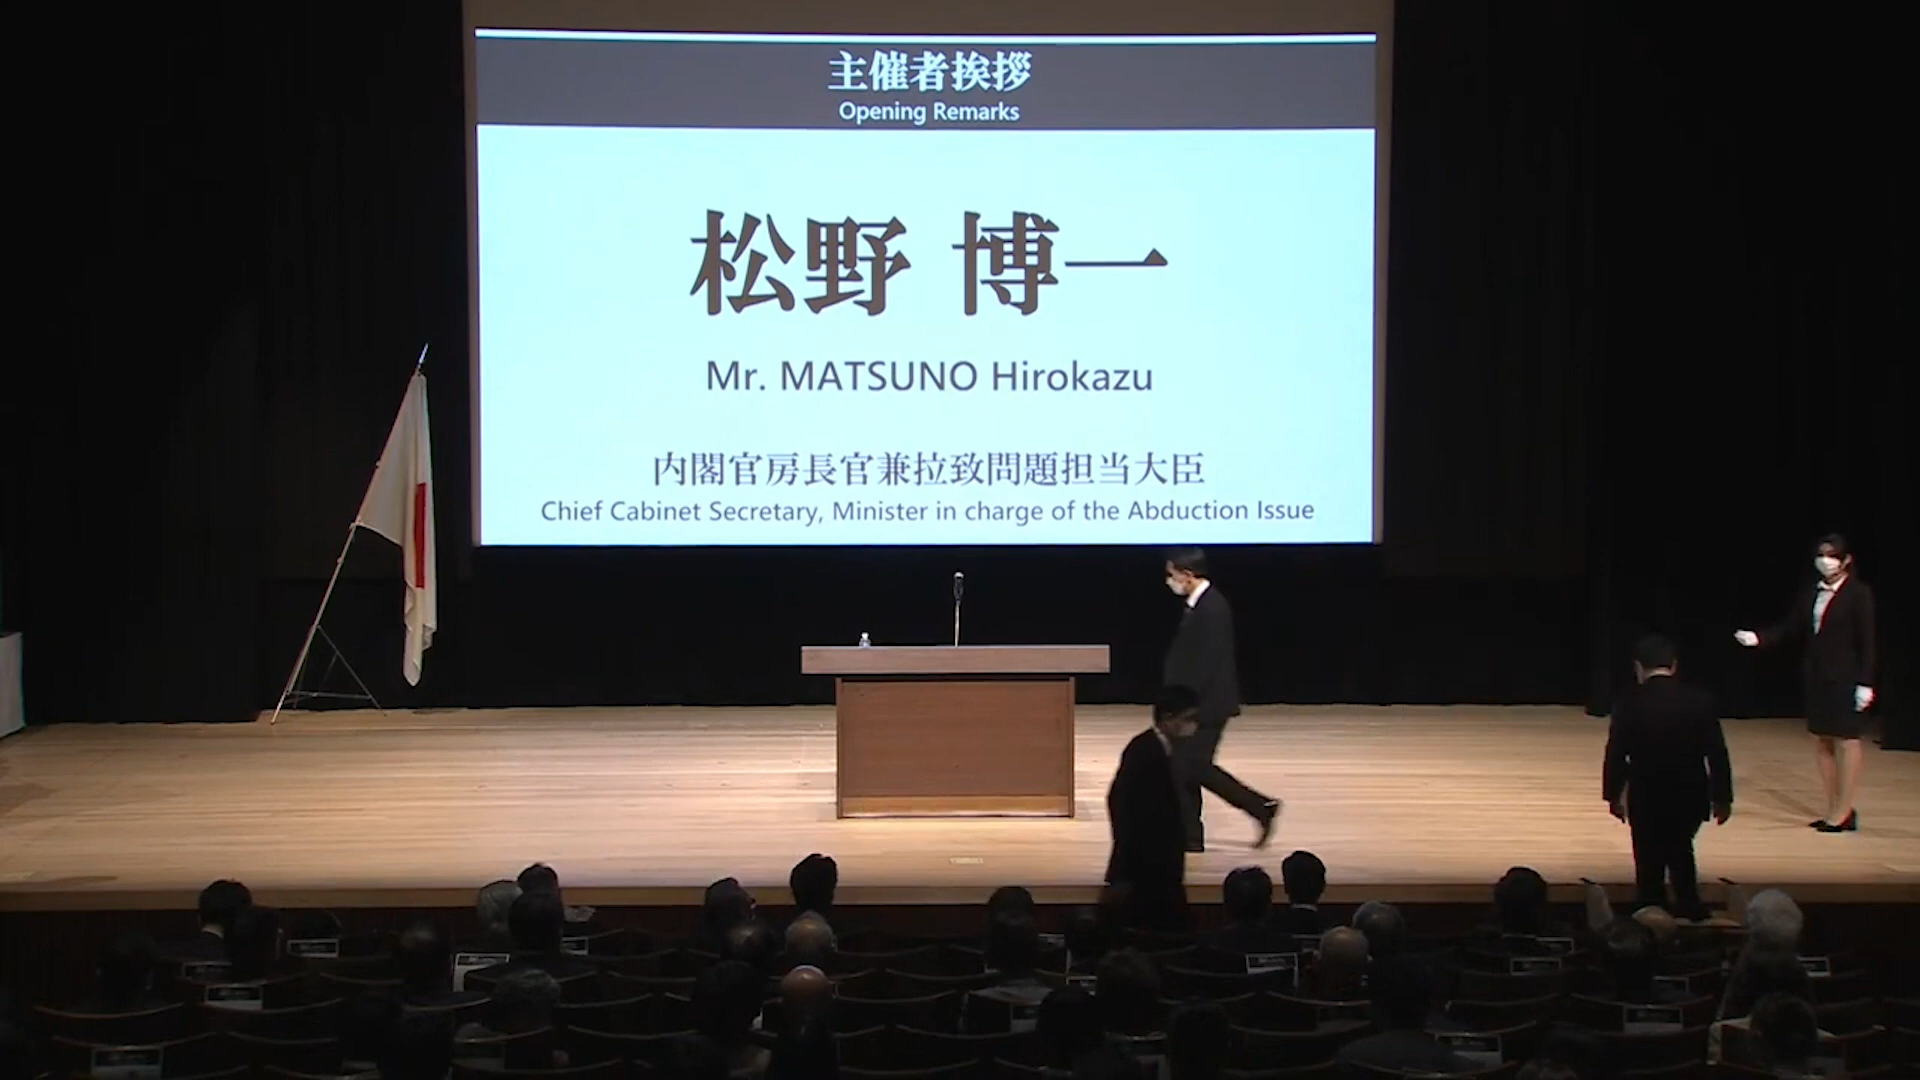 主催者挨拶
Opening Remarks
松野 博一
Mr. MATSUNO Hirokazu
内閣官房長官兼拉致問題担当大臣
Chief Cabinet Secretary, Minister in charge of the Abduction Issue